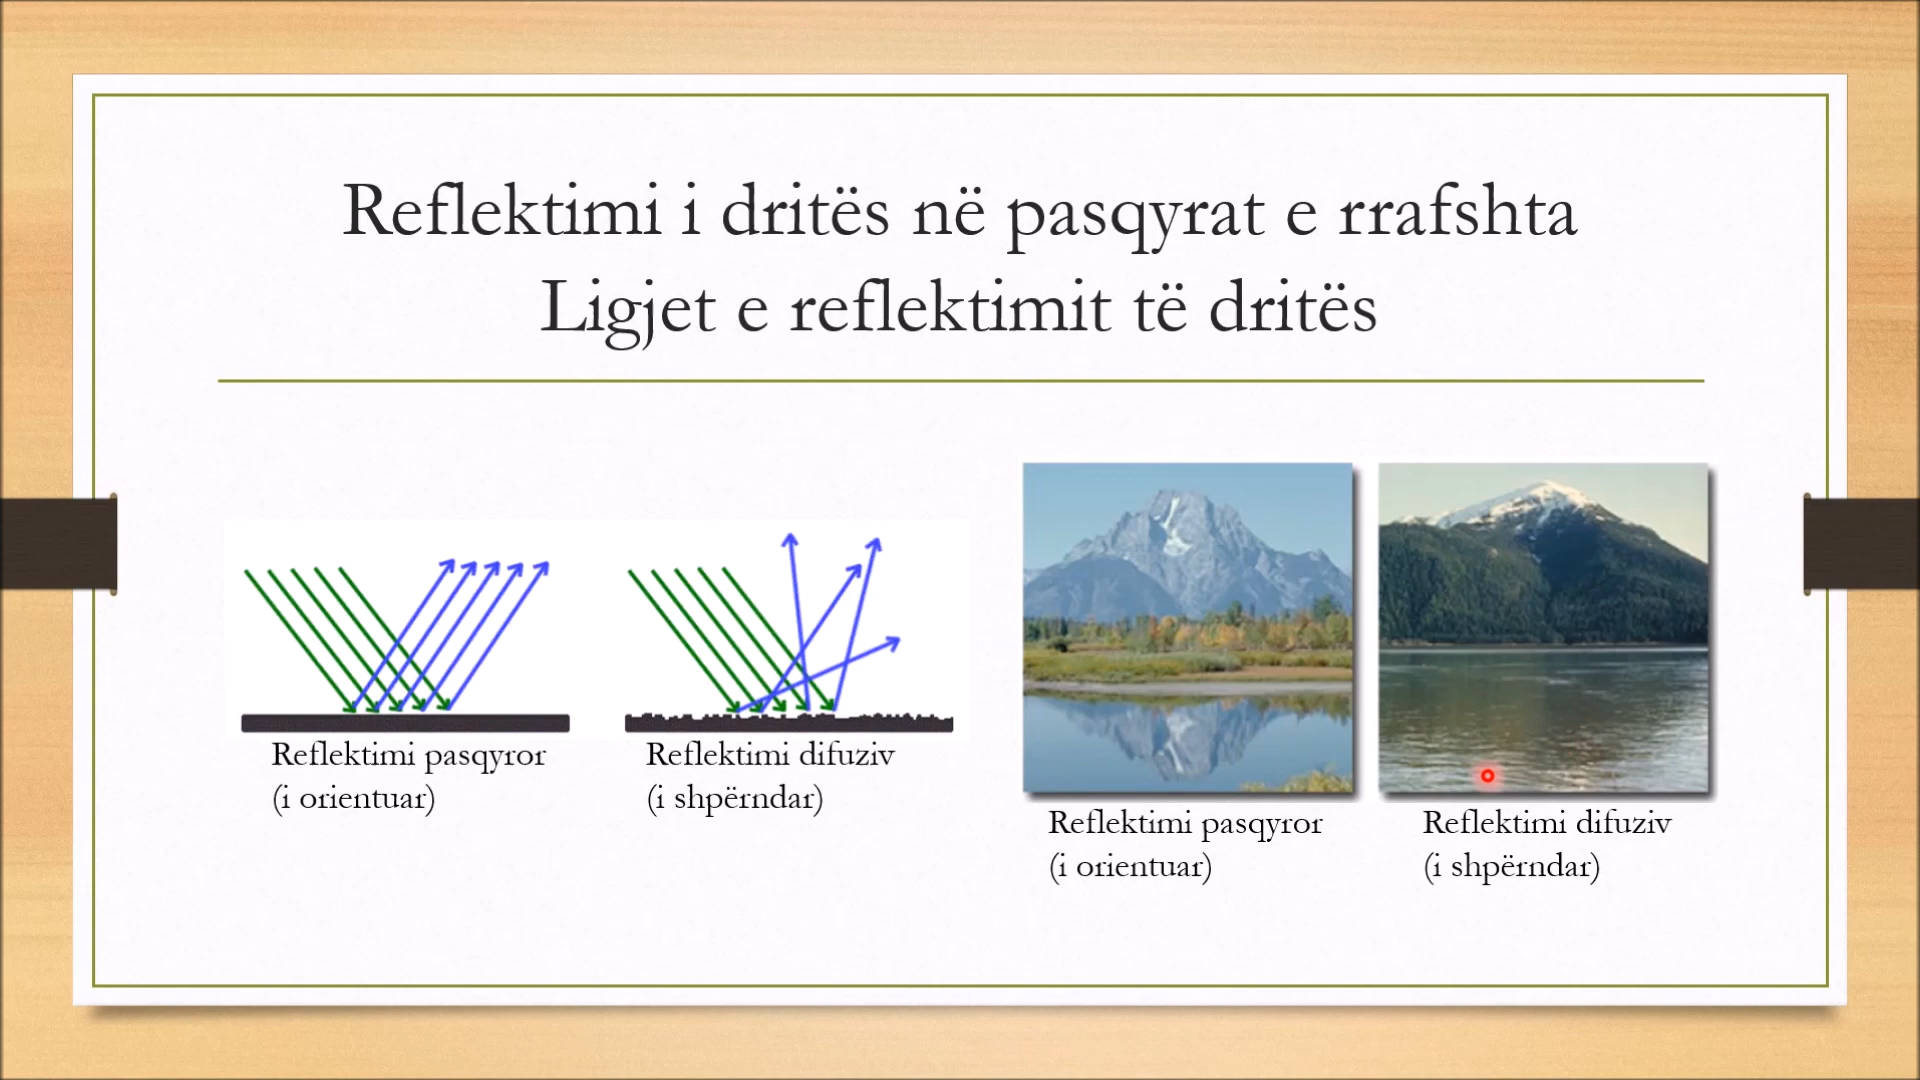 Reflektimi i dritës në pasqyrat e rrafshta
Ligjet e reflektimit të dritës
Reflektimi pasqyror
(i orientuar)
Reflektimi difuziv
(i shpërndar)
Reflektimi pasqyror
(i orientuar)
Reflektimi difuziv
(i shpërndar)